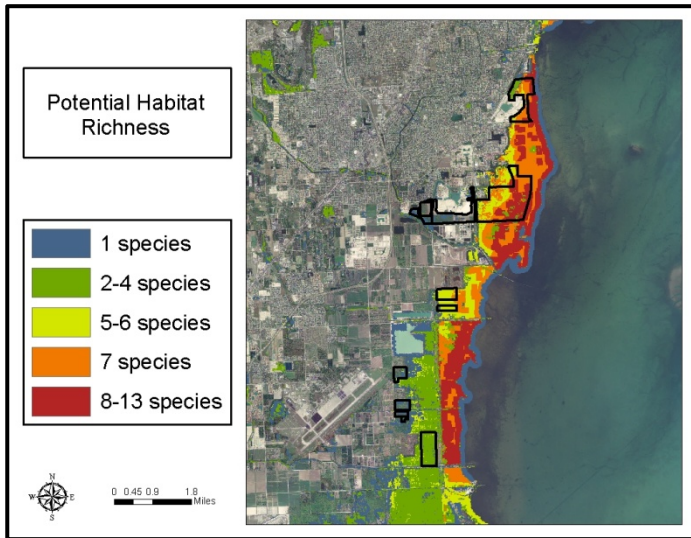 Potential Habitat
Richness
1 species
2-4 species
5-6 species
7 species
8-13 species
N
W E
S
0 0.45 0.9 1.8
Miles